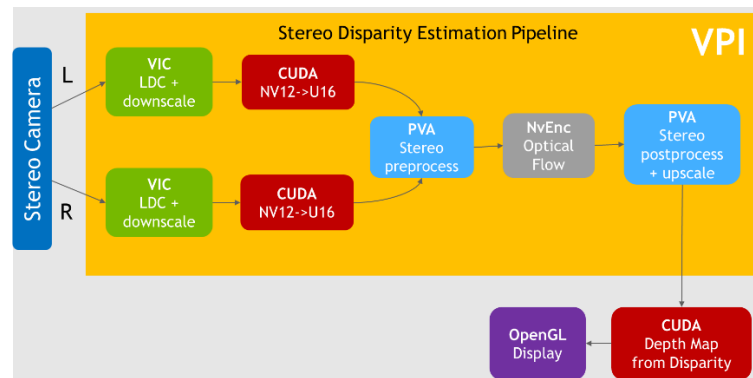 Stereo Disparity Estimation Pipeline
VPI
Stereo Camera
L
R
VIC
LDC +
downscale
CUDA
NV12->U16
VIC
LDC +
downscale
CUDA
NV12->U16
PVA
Stereo
preprocess
NvEnc
Optical
Flow
PVA
Stereo
postprocess
+ upscale
OpenGL
Display
CUDA
Depth Map
from Disparity